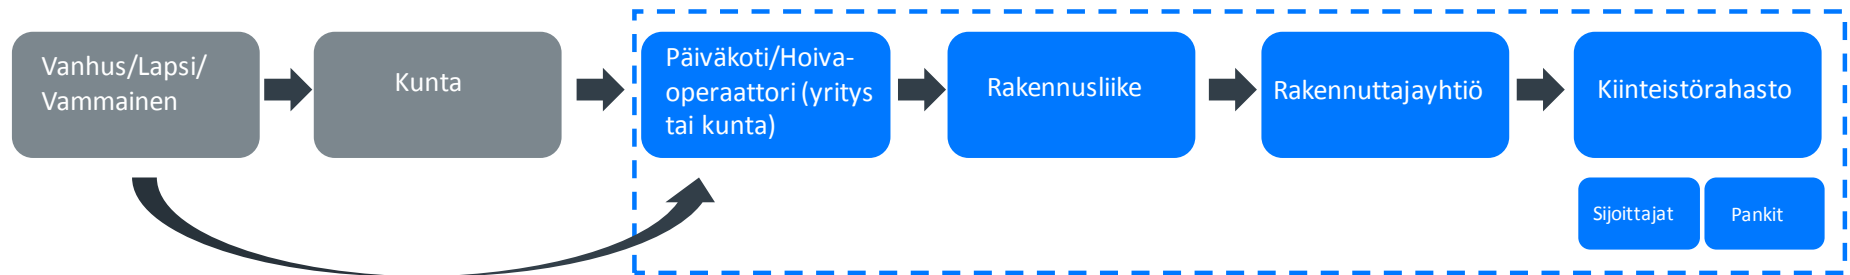 Vanhus/Lapsi/
Vammainen
Kunta
Päiväkoti/Hoiva-
operaattori (yritys
tai kunta)
Rakennusliike
Rakennuttajayhtiö
Kiinteistörahasto
Sijoittajat
Pankit